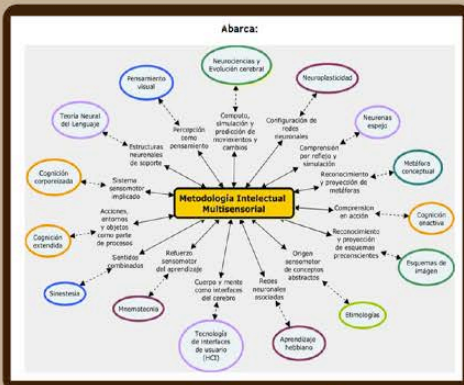 Abarca:
Neurociencias y
Evolución cerebral
Pensamiento
visual
Neuroplasticidad
Teoría Neural
del Lenguaje
Percepción
como
pensamiento
Computo,
simulación y
predicción de
movimientos y
cambios
Configuración de
redes
neuronales
Neuronas
espejo
Estructuras
neuronales
de soporte
Comprensión
por reflejo y
simulación
Cognición
corporeizada
Sistema
sensomotor
implicado
Reconocimiento
y proyección de
metáforas
Metáfora
conceptual
Metodología Intelectual
Multisensorial
Comprensión
en acción
Cognición
enactiva
Acciones,
entornos
y objetos
como parte
de procesos
Cognición
extendida
Reconocimiento
y proyección
de esquemas
preconscientes
Esquemas de
imágen
Sentidos
combinados
Sinestesia
Refuerzo
sensomotor
del aprendizaje
Mnemotecnia
Cuerpo y mente
como interfaces
del cerebro
Tecnología
de interfaces
de usuario
(HCI)
Redes
neuronales
asociadas
Aprendizaje
hebbiano
Origen
sensomotor
de conceptos
abstractos
Etimologías